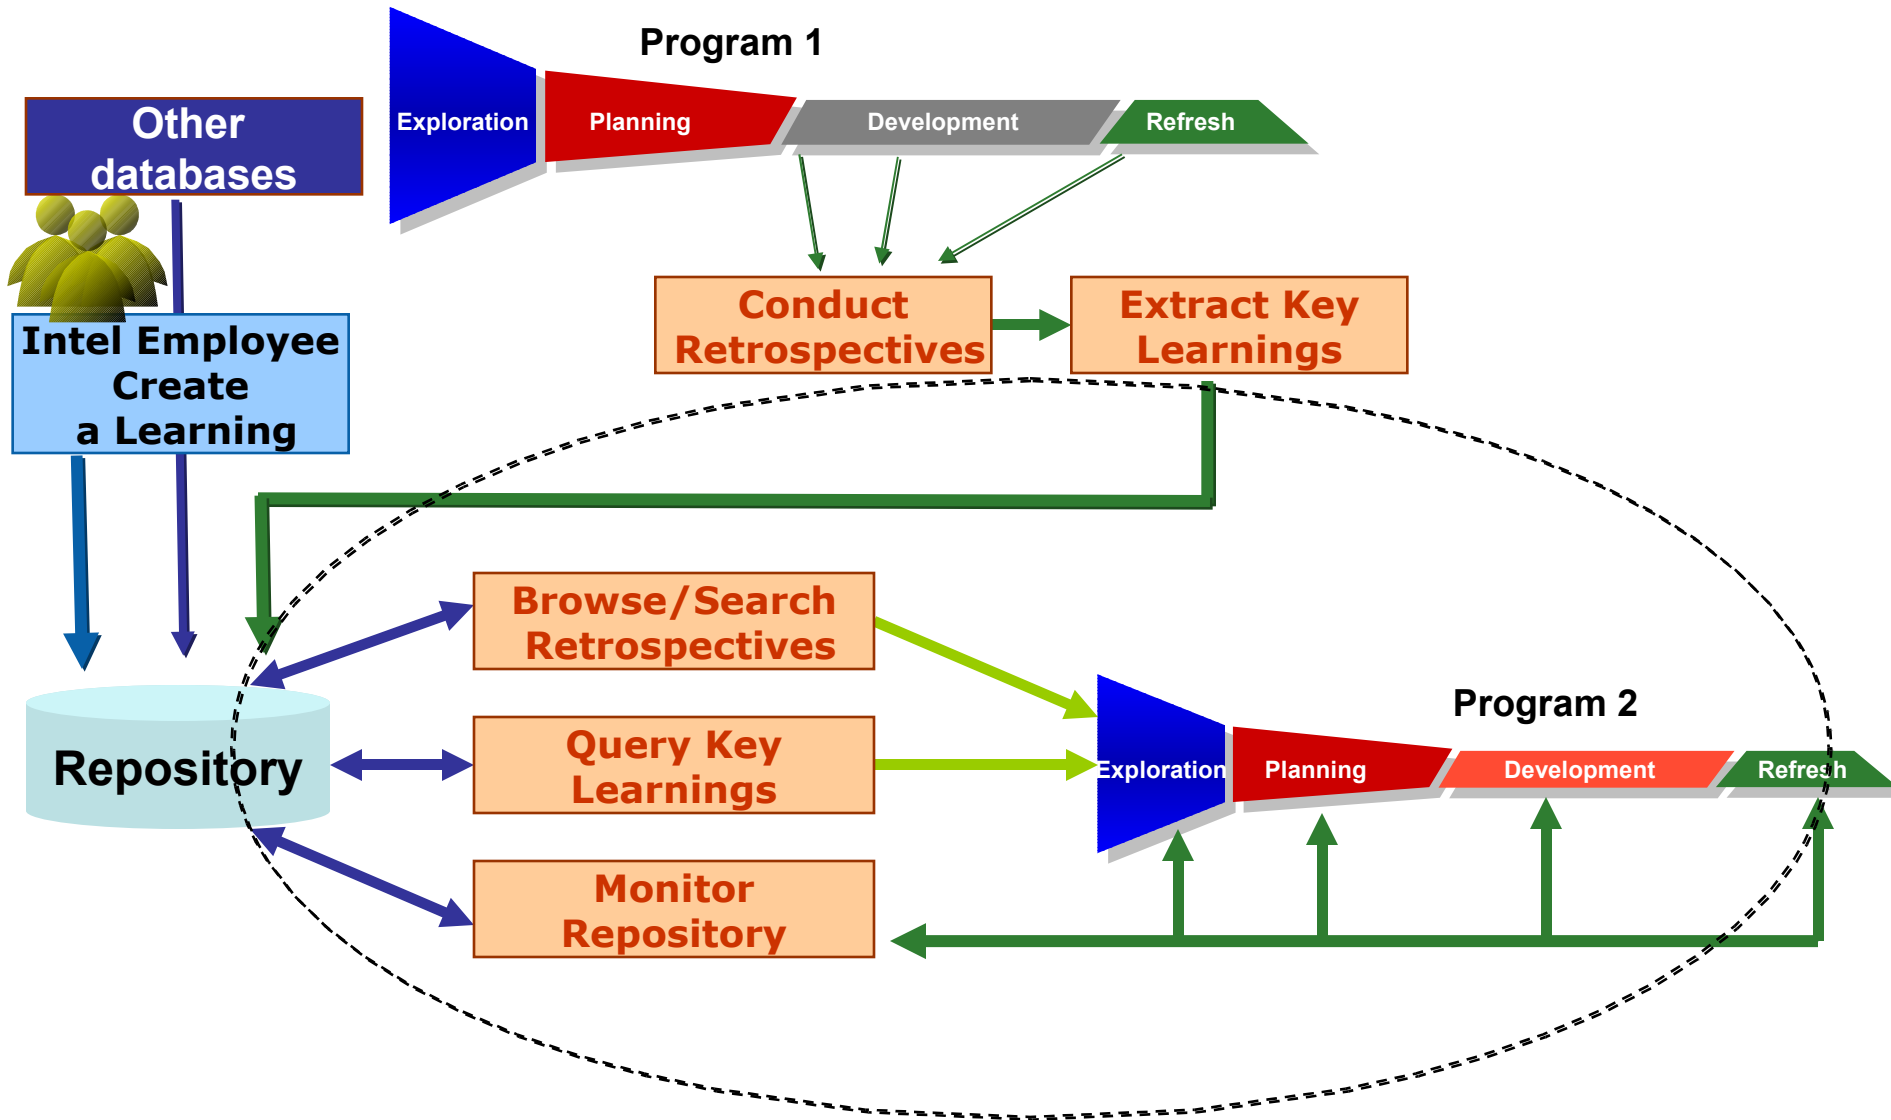 Program 1
Exploration
Planning
Development
Refresh
Other
databases
Intel Employee
Create
a Learning
Conduct
Retrospectives
Extract Key
Learnings
Browse/Search
Retrospectives
Query Key
Learnings
Monitor
Repository
Repository
Program 2
Exploration
Planning
Development
Refresh